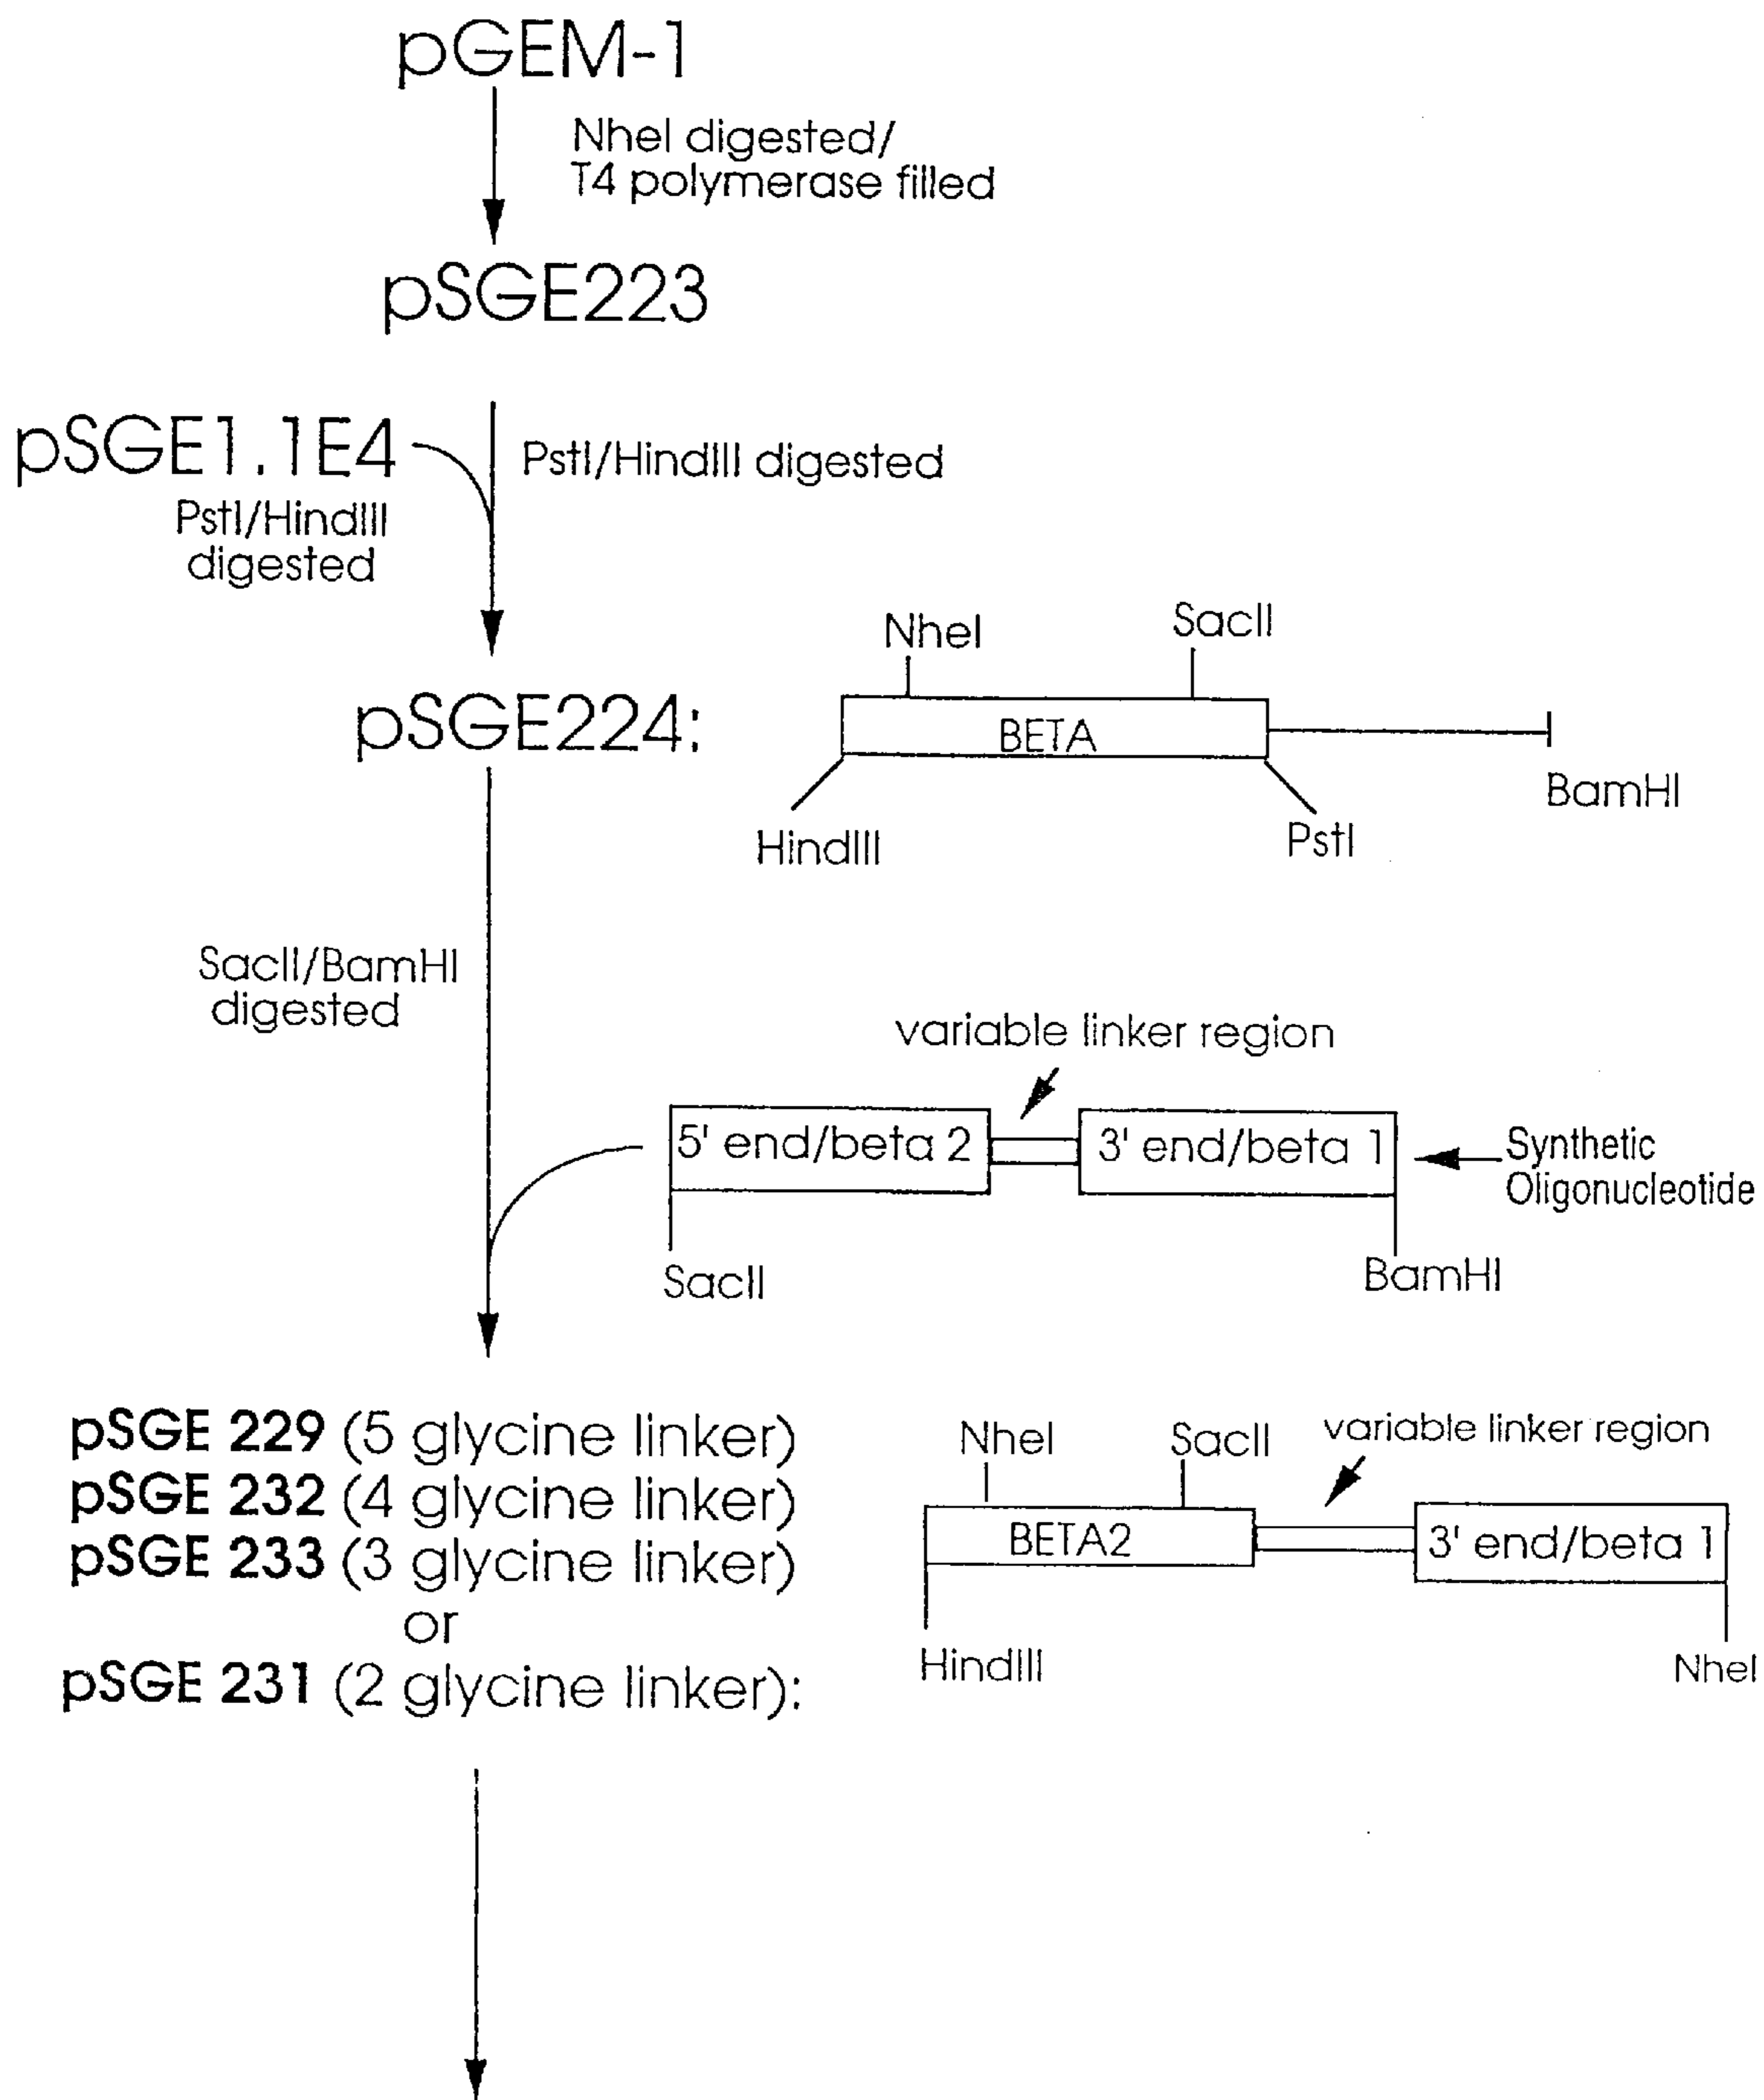 pGEM-1
NheI digested/
T4 polymerase filled
pSGE223
pSGE1.1E4
PstI/HindIII digested
PstI/HindIII
digested
NheI
SacII
pSGE224:
BETA
BamHI
HindIII
PstI
SacII/BamHI
digested
variable linker region
5' end/beta 2
3' end/beta 1
Synthetic
Oligonucleotide
SacII
BamHI
pSGE 229 (5 glycine linker)
pSGE 232 (4 glycine linker)
pSGE 233 (3 glycine linker)
or
pSGE 231 (2 glycine linker):
NheI
SacII
variable linker region
BETA2
3' end/beta 1
HindIII
NheI